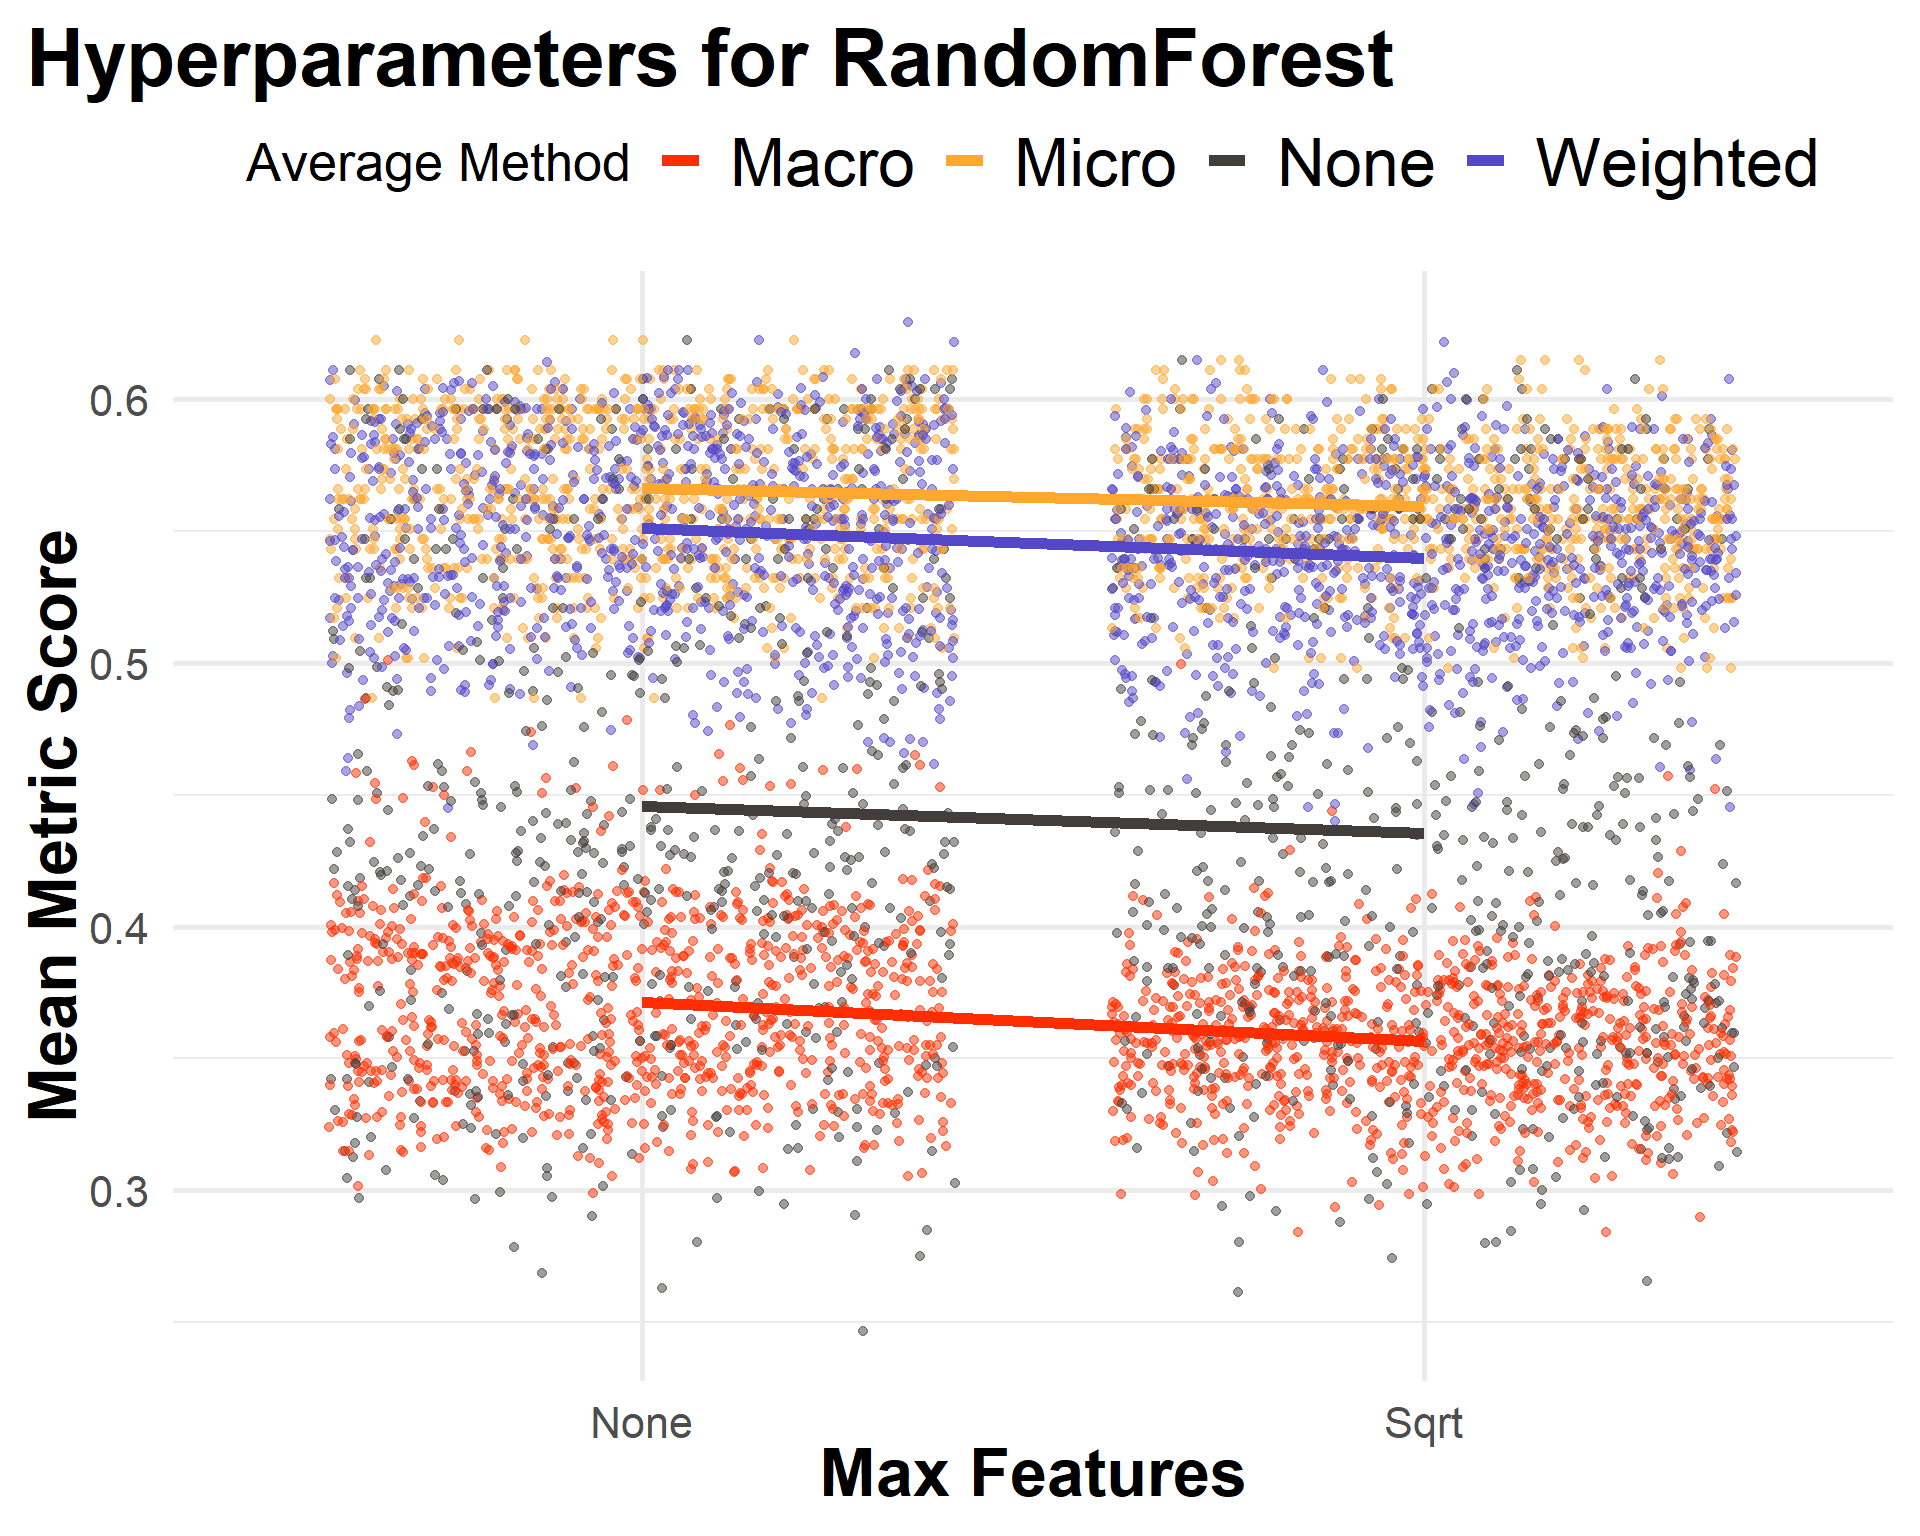 Hyperparameters for RandomForest
Average Method Macro Micro None Weighted
Mean Metric Score
0.6
0.5
0.4
0.3
None Sqrt
Max Features